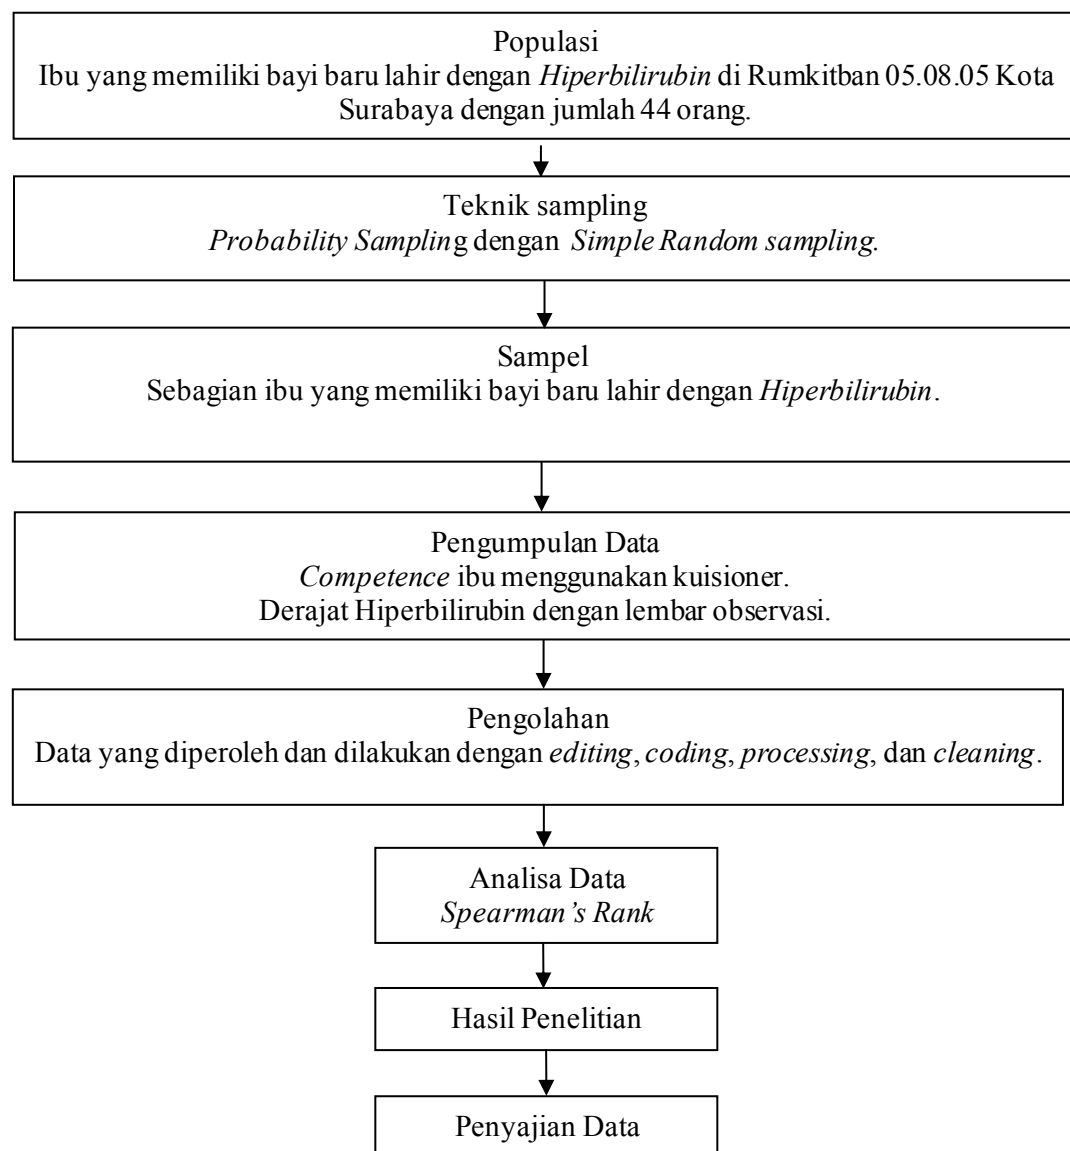 Populasi
Ibu yang memiliki bayi baru lahir dengan Hiperbilirubin di Rumkitban 05.08.05 Kota
Surabaya dengan jumlah 44 orang.
Teknik sampling
Probability Sampling dengan Simple Random sampling.
Sampel
Sebagian ibu yang memiliki bayi baru lahir dengan Hiperbilirubin.
Pengumpulan Data
Competence ibu menggunakan kuisioner.
Derajat Hiperbilirubin dengan lembar observasi.
Pengolahan
Data yang diperoleh dan dilakukan dengan editing, coding, processing, dan cleaning.
Analisa Data
Spearman’s Rank
Hasil Penelitian
Penyajian Data